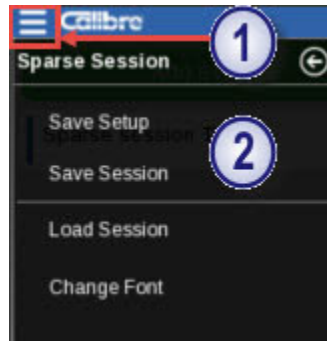 Calibre
1
Sparse Session
Save Setup
2
Save Session
Load Session
Change Font